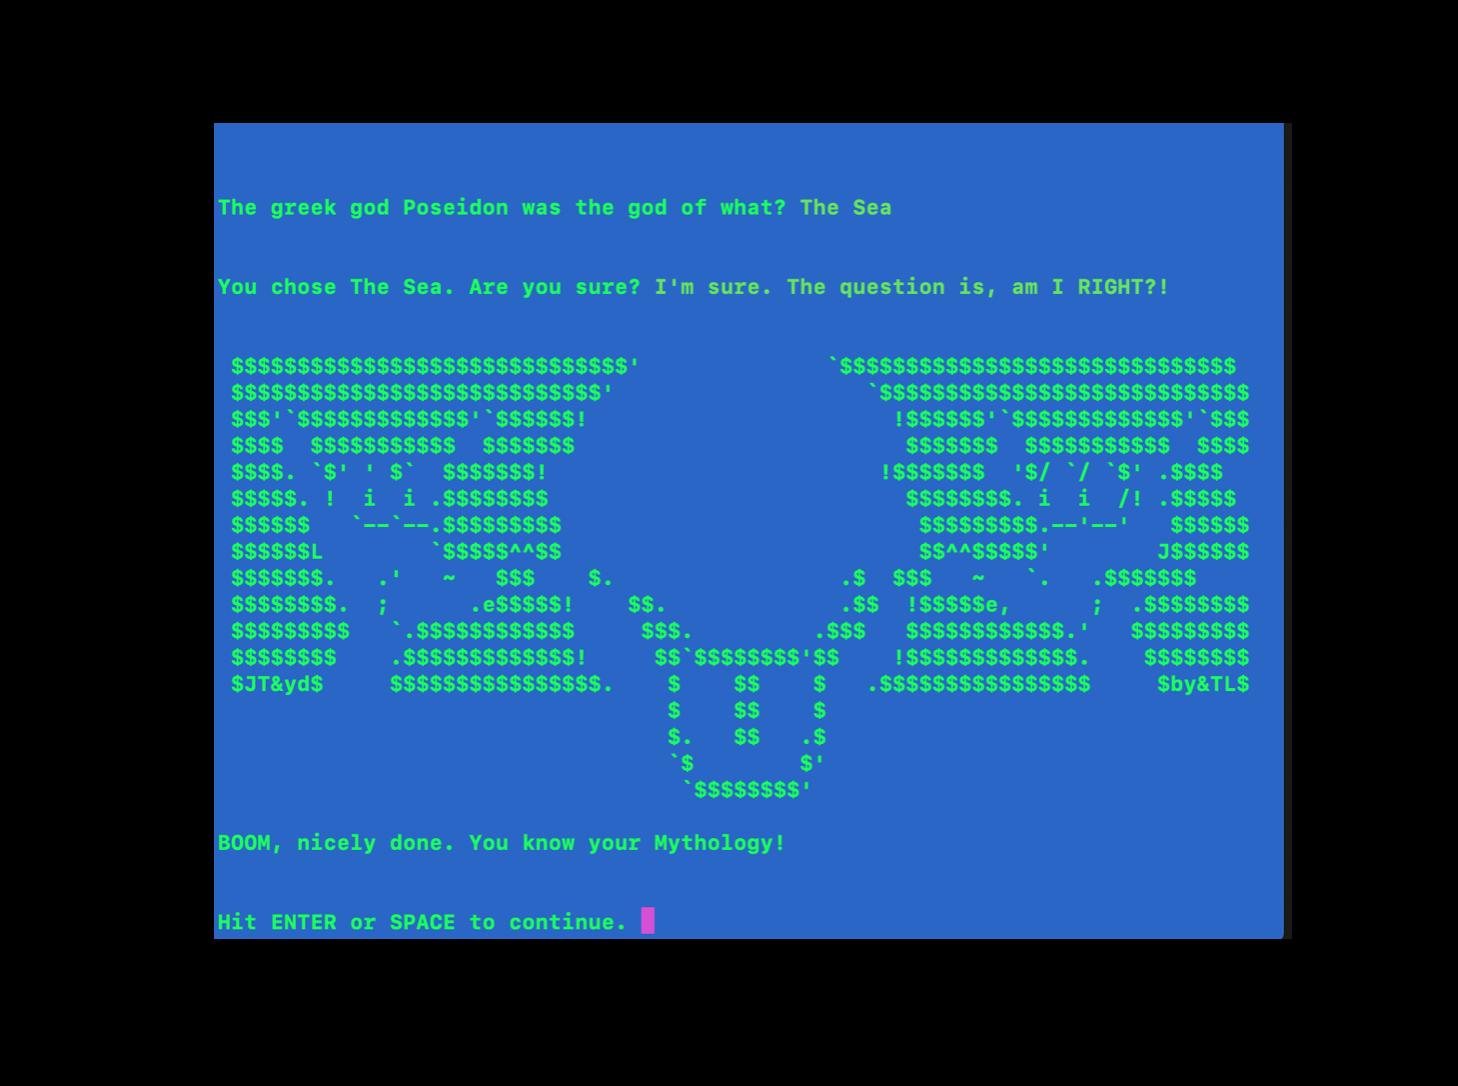 The greek god Poseidon was the god of what? The Sea
You chose The Sea. Are you sure? I'm sure. The question is, am I RIGHT?!
$JT&yd$
$by&TL$
BOOM, nicely done. You know your Mythology!
Hit ENTER or SPACE to continue.